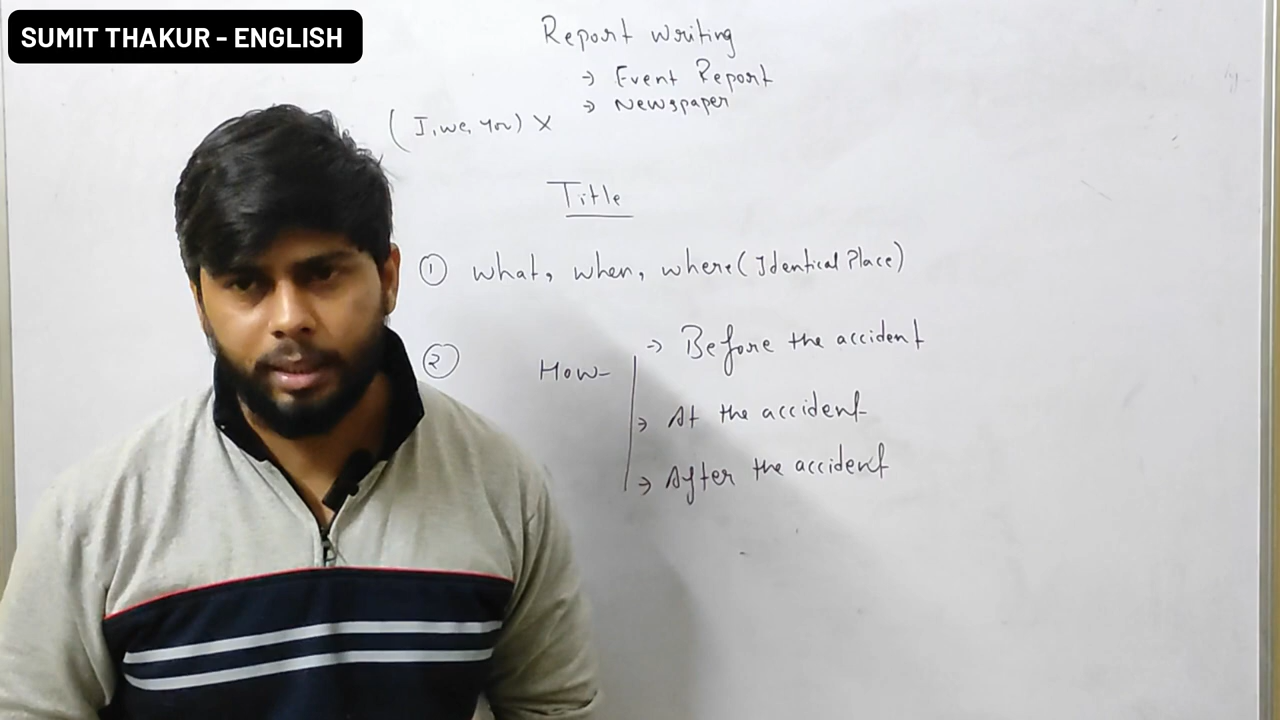 SUMIT THAKUR - ENGLISH
Report writing
→ Event Report
→ Newspaper
(I, we, you) X
Title
① what, when, where (Identical Place)
② How-
→ Before the accident
→ At the accident
→ After the accident